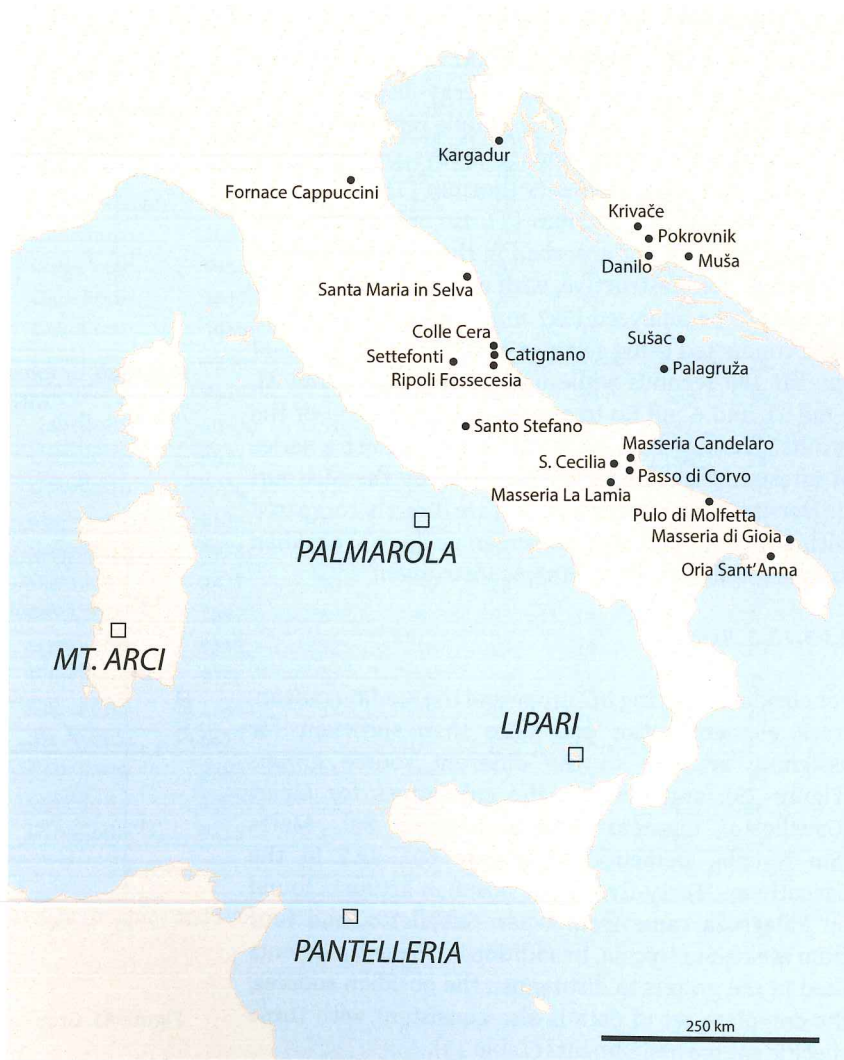 Kargadur
Fornace Cappuccini
Krivače
Pokrovnik
Danilo
Muša
Santa Maria in Selva
Colle Cera
Sušac
Settefonti
Catignano
Palagruža
Ripoli Fossecesia
Santo Stefano
Masseria Candelaro
S. Cecilia
Passo di Corvo
Masseria La Lamia
Pulo di Molfetta
PALMAROLA
Masseria di Gioia
Oria Sant'Anna
MT. ARCI
LIPARI
PANTELLERIA
250 km